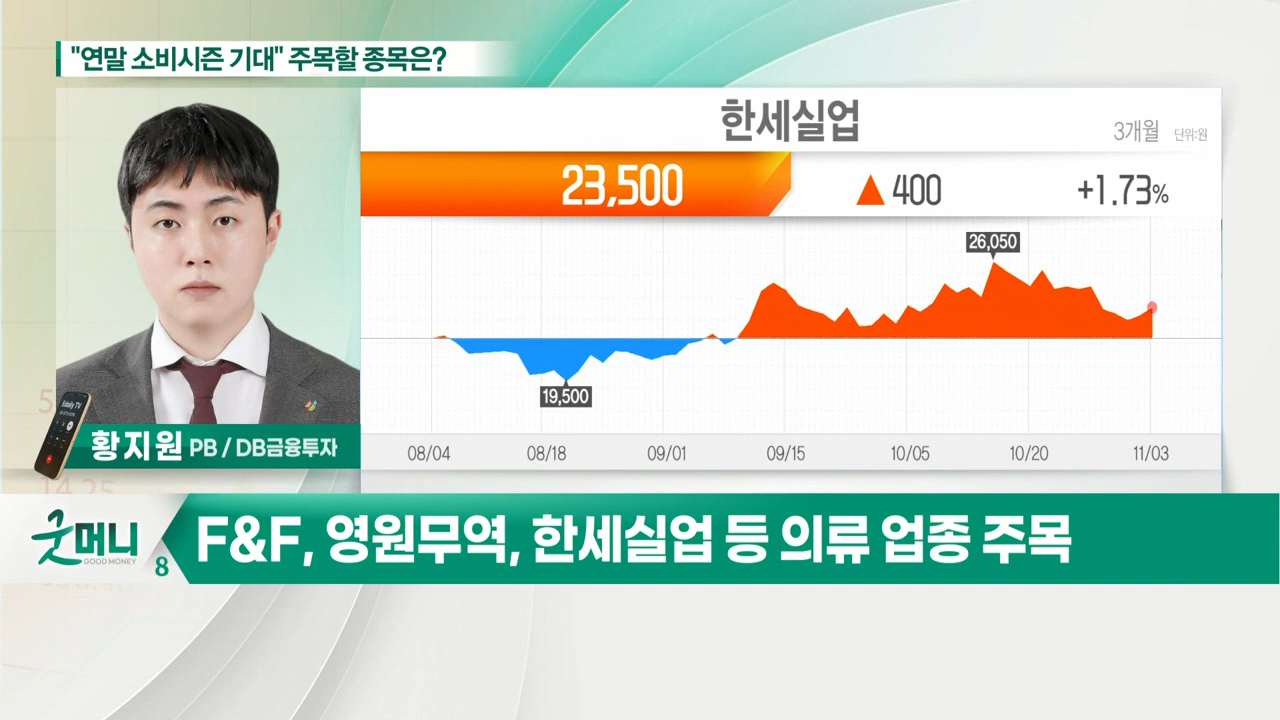 "연말 소비시즌 기대" 주목할 종목은?
한세실업
3개월 단위:원
23,500 ▲ 400 +1.73%
26,050
19,500
08/04 08/18 09/01 09/15 10/05 10/20 11/03
Edaily TV
황지원 PB / DB금융투자
14.25
굿머니
GOOD MONEY
8
F&F, 영원무역, 한세실업 등 의류 업종 주목